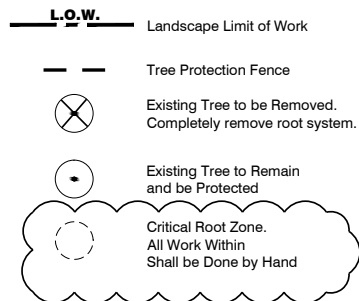 L.O.W.
Landscape Limit of Work
Tree Protection Fence
Existing Tree to be Removed.
Completely remove root system.
Existing Tree to Remain
and be Protected
Critical Root Zone.
All Work Within
Shall be Done by Hand